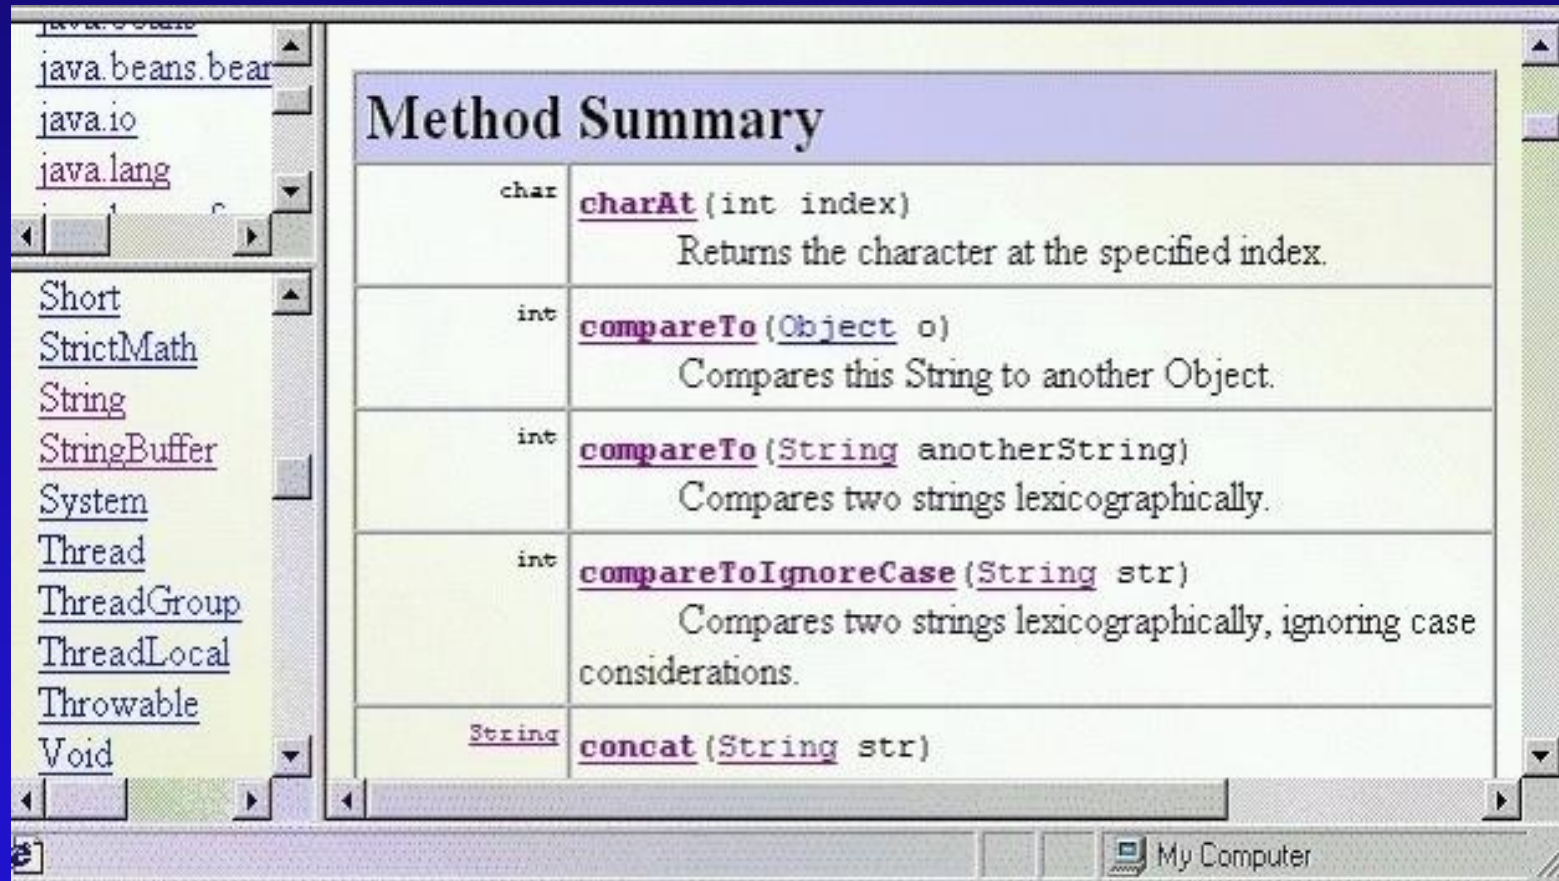 java.beans
java.beans.bear
java.io
java.lang
Short
StrictMath
String
StringBuffer
System
Thread
ThreadGroup
ThreadLocal
Throwable
Void
Method Summary
char
charAt(int index)
Returns the character at the specified index.
int
compareTo(Object o)
Compares this String to another Object.
int
compareTo(String anotherString)
Compares two strings lexicographically.
int
compareToIgnoreCase(String str)
Compares two strings lexicographically, ignoring case
considerations.
String
concat(String str)
My Computer